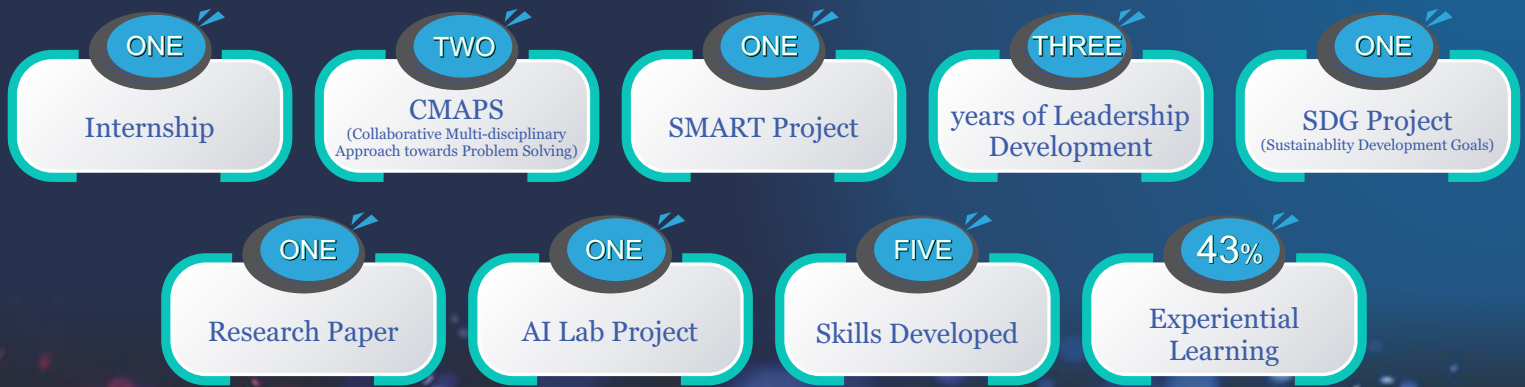 ONE
Internship
TWO
CMAPS
(Collaborative Multi-disciplinary
Approach towards Problem Solving)
ONE
SMART Project
THREE
years of Leadership
Development
ONE
SDG Project
(Sustainablity Development Goals)
ONE
Research Paper
ONE
AI Lab Project
FIVE
Skills Developed
43%
Experiential
Learning